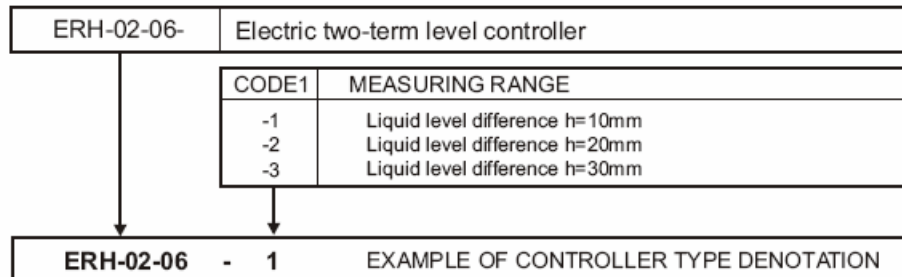 ERH-02-06- Electric two-term level controller
CODE1 MEASURING RANGE
-1 Liquid level difference h=10mm
-2 Liquid level difference h=20mm
-3 Liquid level difference h=30mm
ERH-02-06 - 1 EXAMPLE OF CONTROLLER TYPE DENOTATION